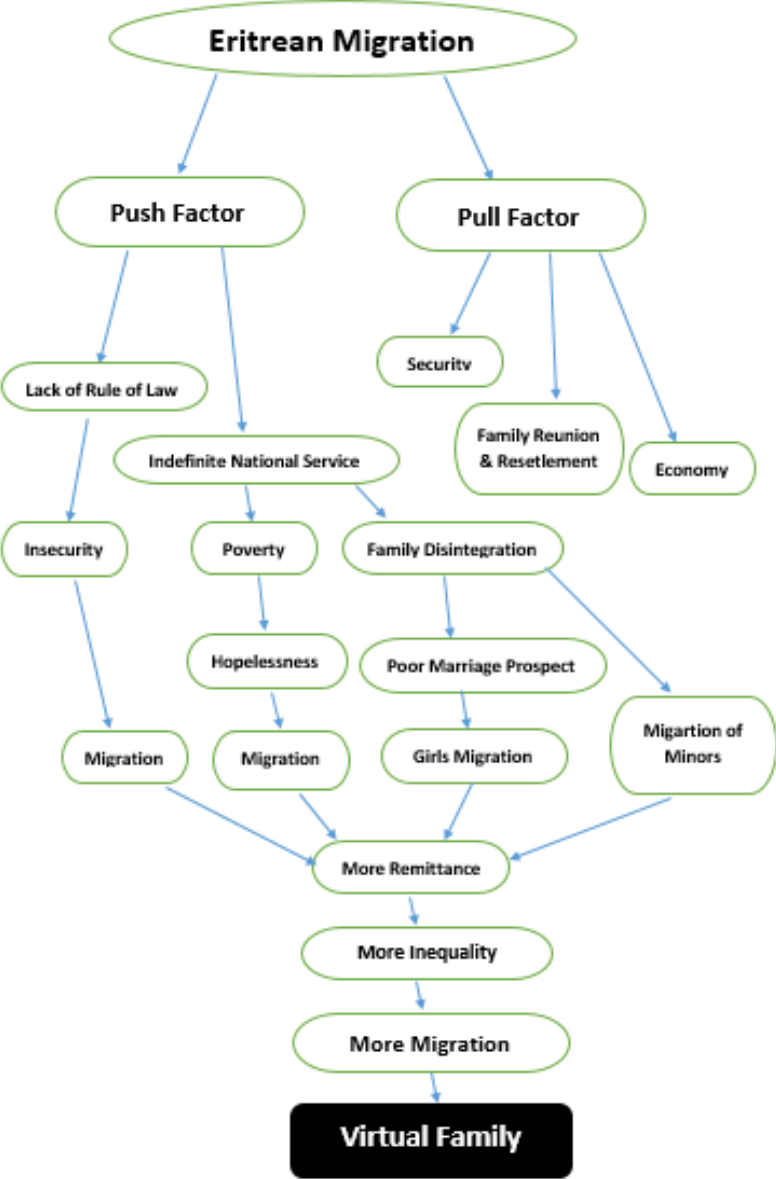 Eritrean Migration
Push Factor
Pull Factor
Security
Lack of Rule of Law
Family Reunion
& Resetlement
Indefinite National Service
Economy
Insecurity
Poverty
Family Disintegration
Hopelessness
Poor Marriage Prospect
Migartion of
Minors
Migration
Migration
Girls Migration
More Remittance
More Inequality
More Migration
Virtual Family